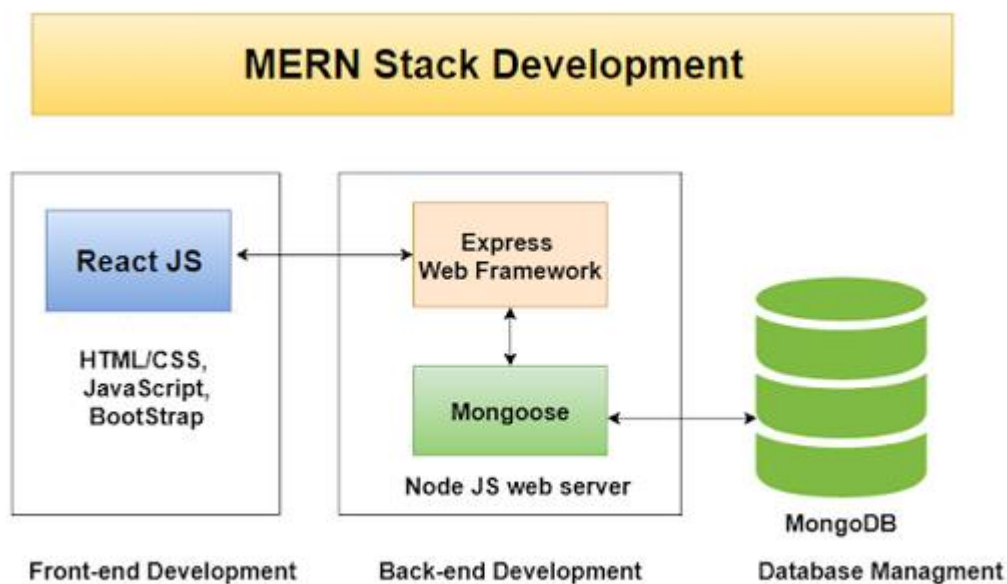 MERN Stack Development
React JS
HTML/CSS,
JavaScript,
BootStrap
Express
Web Framework
Mongoose
Node JS web server
MongoDB
Front-end Development
Back-end Development
Database Managment